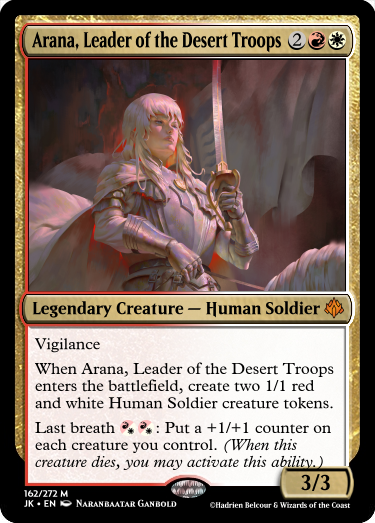 Arana, Leader of the Desert Troops 2
Legendary Creature — Human Soldier
Vigilance
When Arana, Leader of the Desert Troops
enters the battlefield, create two 1/1 red
and white Human Soldier creature tokens.
Last breath : Put a +1/+1 counter on
each creature you control. (When this
creature dies, you may activate this ability.)
3/3
162/272 M
JK • EN Naranbaatar Ganbold
©Hadrien Belcour & Wizards of the Coast